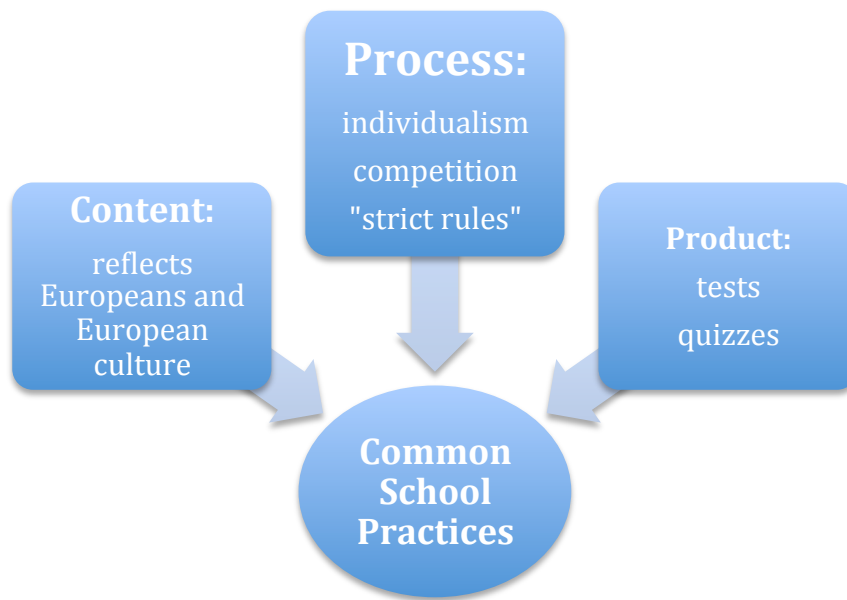 Process:
individualism
competition
"strict rules"
Content:
reflects
Europeans and
European
culture
Product:
tests
quizzes
Common
School
Practices